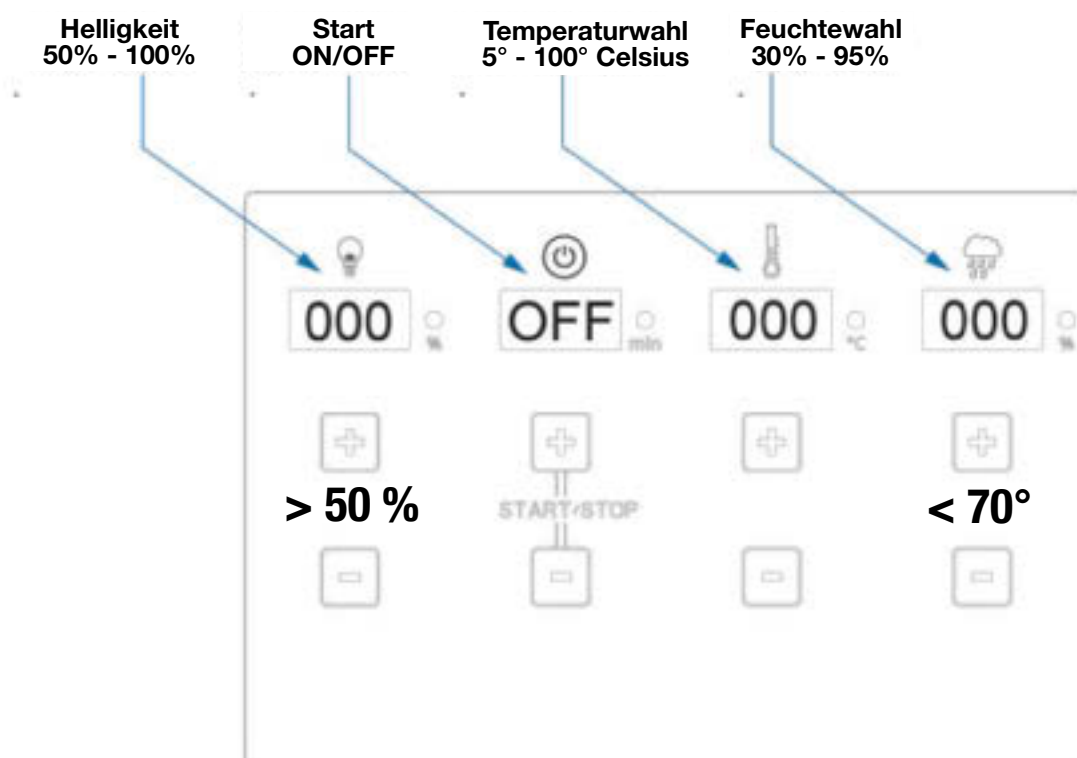 Helligkeit
50% - 100%
Start
ON/OFF
Temperaturwahl
5° - 100° Celsius
Feuchtewahl
30% - 95%
000
%
OFF
min
000
°C
000
%
> 50 %
START/STOP
< 70°